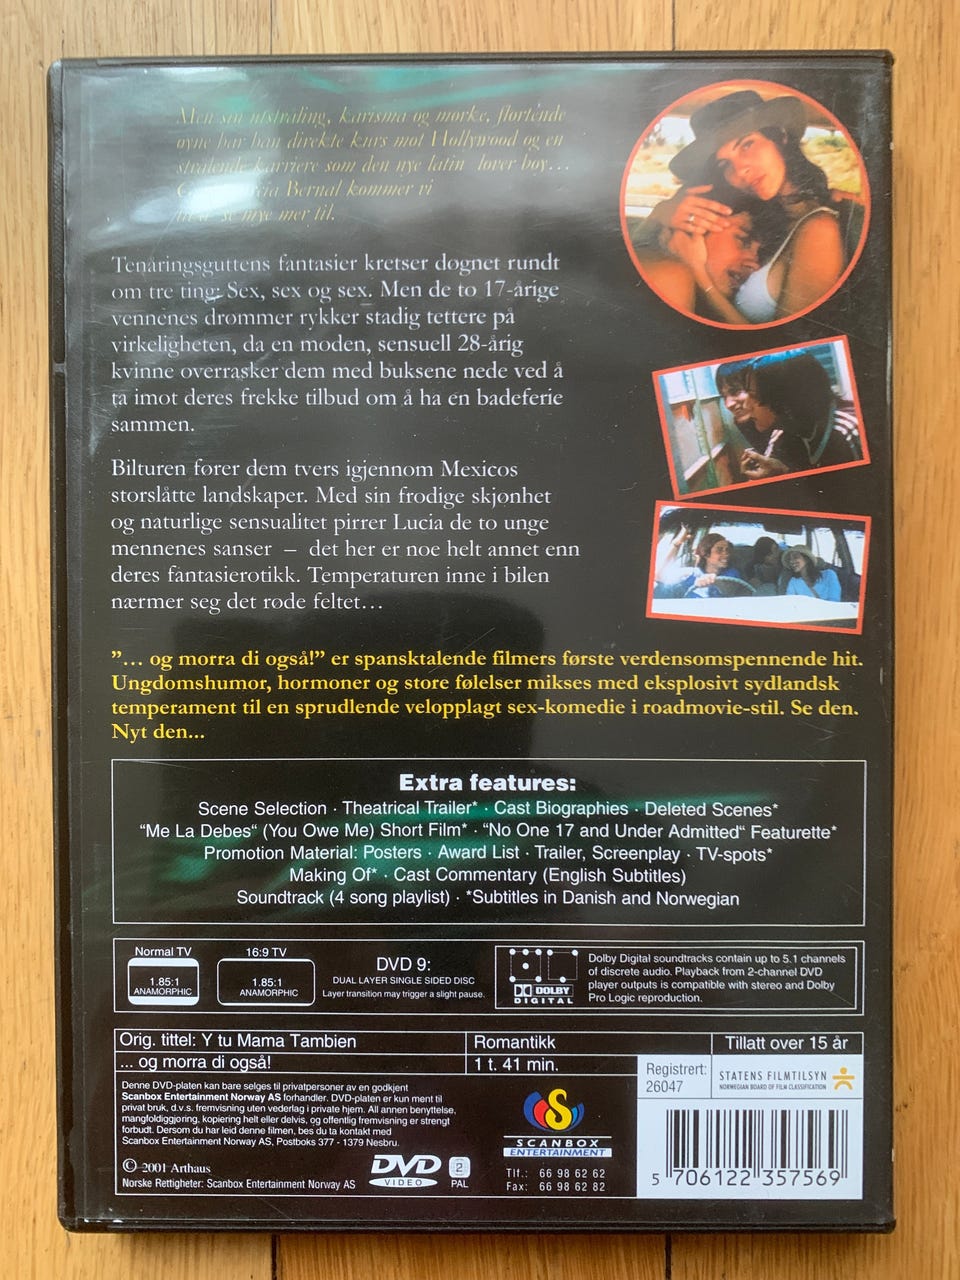 Men sin utstråling, karisma og mørke, flørtende
øyne har han direkte kurs mot Hollywood og en
strålende karriere som den nye latin lover boy...
Bernal kommer vi
se mye mer til.
Tenåringsguttens fantasier kretser døgnet rundt
om tre ting: Sex, sex og sex. Men de to 17-årige
vennenes drømmer rykker stadig tettere på
virkeligheten, da en moden, sensuell 28-årig
kvinne overrasker dem med buksene nede ved å
ta imot deres frekke tilbud om å ha en badeferie
sammen.
Bilturen fører dem tvers igjennom Mexicos
storslåtte landskaper. Med sin frodige skjønhet
og naturlige sensualitet pirrer Lucia de to unge
mennenes sanser – det her er noe helt annet enn
deres fantasierotikk. Temperaturen inne i bilen
nærmer seg det røde feltet...
”... og morra di også!” er spansktalende filmers første verdensomspennende hit.
Ungdomshumor, hormoner og store følelser mikses med eksplosivt sydlandsk
temperament til en sprudlende velopplagt sex-komedie i roadmovie-stil. Se den.
Nyt den...
Extra features:
Scene Selection · Theatrical Trailer* · Cast Biographies · Deleted Scenes*
“Me La Debes“ (You Owe Me) Short Film* · “No One 17 and Under Admitted“ Featurette*
Promotion Material: Posters · Award List · Trailer, Screenplay · TV-spots*
Making Of* · Cast Commentary (English Subtitles)
Soundtrack (4 song playlist) · *Subtitles in Danish and Norwegian
Normal TV
1.85:1
ANAMORPHIC
16:9 TV
1.85:1
ANAMORPHIC
DVD 9:
DUAL LAYER SINGLE SIDED DISC
Layer transition may trigger a slight pause.
DOLBY
DIGITAL
Dolby Digital soundtracks contain up to 5.1 channels
of discrete audio. Playback from 2-channel DVD
player outputs is compatible with stereo and Dolby
Pro Logic reproduction.
Orig. tittel: Y tu Mama Tambien
Romantikk
Tillatt over 15 år
... og morra di også!
1 t. 41 min.
Registrert:
26047
STATENS FILMTILSYN
NORWEGIAN BOARD OF FILM CLASSIFICATION
Denne DVD-platen kan bare selges til privatpersoner av en godkjent
Scanbox Entertainment Norway AS forhandler. DVD-platen er kun ment til
privat bruk, d.v.s. fremvisning uten vederlag i private hjem. All annen benyttelse,
mangfoldiggjøring, kopiering helt eller delvis, og offentlig fremvisning er strengt
forbudt. Dersom du har leid denne filmen, bes du ta kontakt med
Scanbox Entertainment Norway AS, Postboks 377 - 1379 Nesbru.
© 2001 Arthaus
Norske Rettigheter: Scanbox Entertainment Norway AS
DVD
VIDEO
2
PAL
S
SCANBOX
ENTERTAINMENT
Tlf.: 66 98 62 62
Fax: 66 98 62 82
5 706122 357569